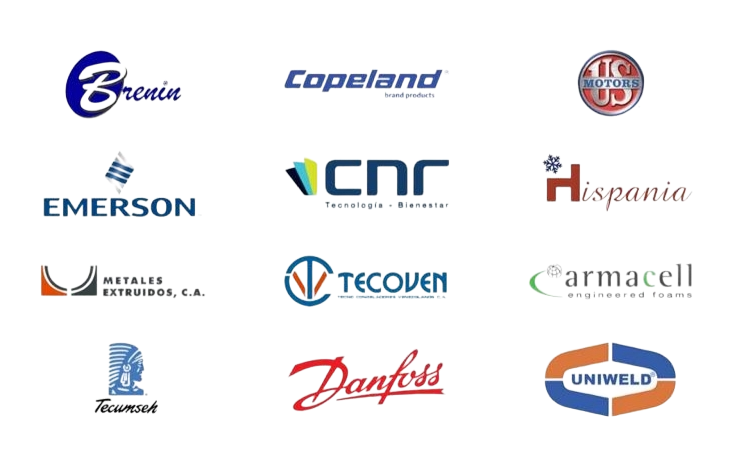 Brenin
Copeland
brand products
US
MOTORS
EMERSON
cnr
Tecnología - Bienestar
Hispania
METALES
EXTRUIDOS, C.A.
TECOVEN
armacell
engineered foams
Tecumseh
Danfoss
UNIWELD